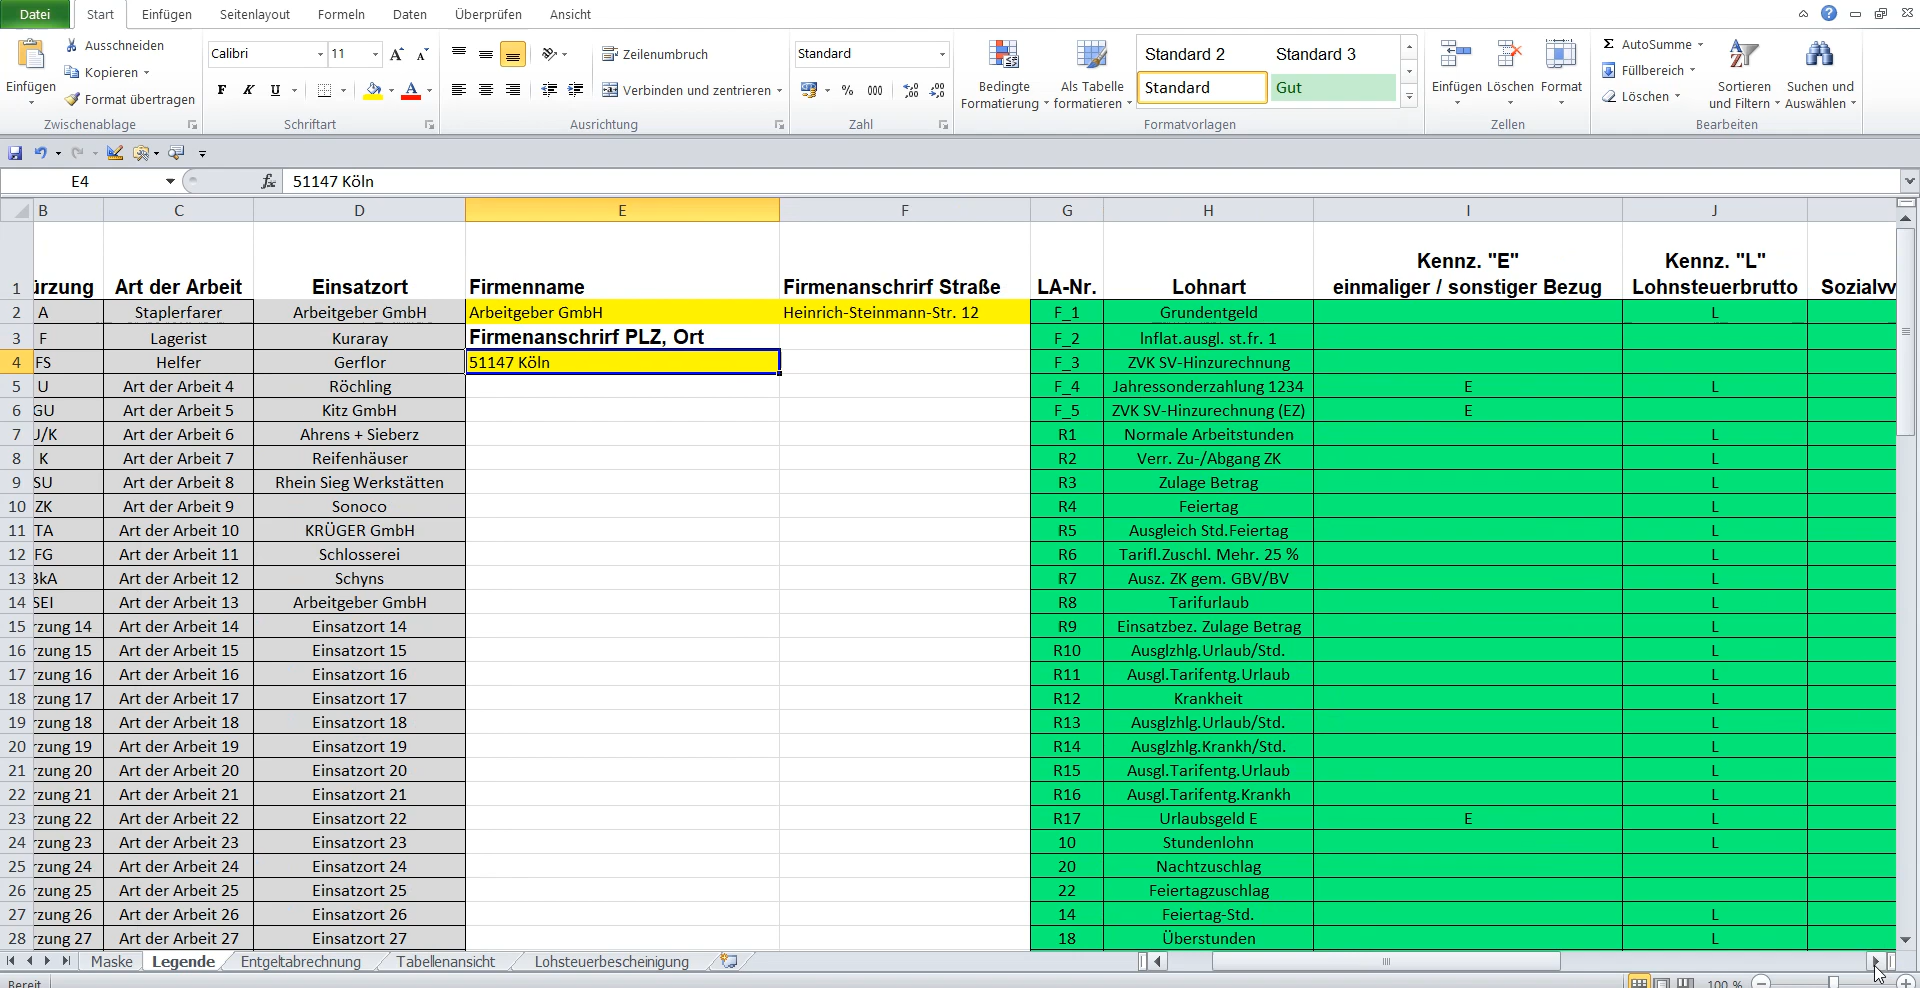 Datei Start Einfügen Seitenlayout Formeln Daten Überprüfen Ansicht
Einfügen
Ausschneiden
Kopieren
Format übertragen
Zwischenablage
Calibri 11
F K U A
Schriftart
Zeilenumbruch
Verbinden und zentrieren
Ausrichtung
Standard
% 000
Zahl
Bedingte Formatierung
Als Tabelle formatieren
Standard 2 Standard 3
Standard Gut
Formatvorlagen
Einfügen Löschen Format
Zellen
Σ AutoSumme
Füllbereich
Löschen
Sortieren und Filtern
Suchen und Auswählen
Bearbeiten
E4 fx 51147 Köln
B C D E F G H I J
1 ürzung Art der Arbeit Einsatzort Firmenname Firmenanschrirf Straße LA-Nr. Lohnart Kennz. "E" einmaliger / sonstiger Bezug Kennz. "L" Lohnsteuerbrutto Sozialvv
2 A Staplerfarer Arbeitgeber GmbH Arbeitgeber GmbH Heinrich-Steinmann-Str. 12 F_1 Grundentgeld L
3 F Lagerist Kuraray Firmenanschrirf PLZ, Ort F_2 Inflat.ausgl. st.fr. 1
4 FS Helfer Gerflor 51147 Köln F_3 ZVK SV-Hinzurechnung
5 U Art der Arbeit 4 Röchling F_4 Jahressonderzahlung 1234 E L
6 GU Art der Arbeit 5 Kitz GmbH F_5 ZVK SV-Hinzurechnung (EZ) E
7 J/K Art der Arbeit 6 Ahrens + Sieberz R1 Normale Arbeitstunden L
8 K Art der Arbeit 7 Reifenhäuser R2 Verr. Zu-/Abgang ZK L
9 SU Art der Arbeit 8 Rhein Sieg Werkstätten R3 Zulage Betrag L
10 ZK Art der Arbeit 9 Sonoco R4 Feiertag L
11 TA Art der Arbeit 10 KRÜGER GmbH R5 Ausgleich Std.Feiertag L
12 FG Art der Arbeit 11 Schlosserei R6 Tarifl.Zuschl. Mehr. 25 % L
13 BkA Art der Arbeit 12 Schyns R7 Ausz. ZK gem. GBV/BV L
14 SEI Art der Arbeit 13 Arbeitgeber GmbH R8 Tarifurlaub L
15 rzung 14 Art der Arbeit 14 Einsatzort 14 R9 Einsatzbez. Zulage Betrag L
16 rzung 15 Art der Arbeit 15 Einsatzort 15 R10 Ausglzhlg.Urlaub/Std. L
17 rzung 16 Art der Arbeit 16 Einsatzort 16 R11 Ausgl.Tarifentg.Urlaub L
18 rzung 17 Art der Arbeit 17 Einsatzort 17 R12 Krankheit L
19 rzung 18 Art der Arbeit 18 Einsatzort 18 R13 Ausglzhlg.Urlaub/Std. L
20 rzung 19 Art der Arbeit 19 Einsatzort 19 R14 Ausglzhlg.Krankh/Std. L
21 rzung 20 Art der Arbeit 20 Einsatzort 20 R15 Ausgl.Tarifentg.Urlaub L
22 rzung 21 Art der Arbeit 21 Einsatzort 21 R16 Ausgl.Tarifentg.Krankh L
23 rzung 22 Art der Arbeit 22 Einsatzort 22 R17 Urlaubsgeld E E L
24 rzung 23 Art der Arbeit 23 Einsatzort 23 10 Stundenlohn L
25 rzung 24 Art der Arbeit 24 Einsatzort 24 20 Nachtzuschlag
26 rzung 25 Art der Arbeit 25 Einsatzort 25 22 Feiertagzuschlag
27 rzung 26 Art der Arbeit 26 Einsatzort 26 14 Feiertag-Std. L
28 rzung 27 Art der Arbeit 27 Einsatzort 27 18 Überstunden L
Maske Legende Entgeltabrechnung Tabellenansicht Lohsteuerbescheinigung
Bereit 100 %